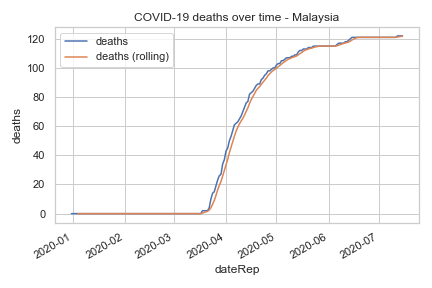 COVID-19 deaths over time - Malaysia
deaths
deaths (rolling)
120
100
80
60
40
20
0
deaths
2020-01
2020-02
2020-03
2020-04
2020-05
2020-06
2020-07
dateRep